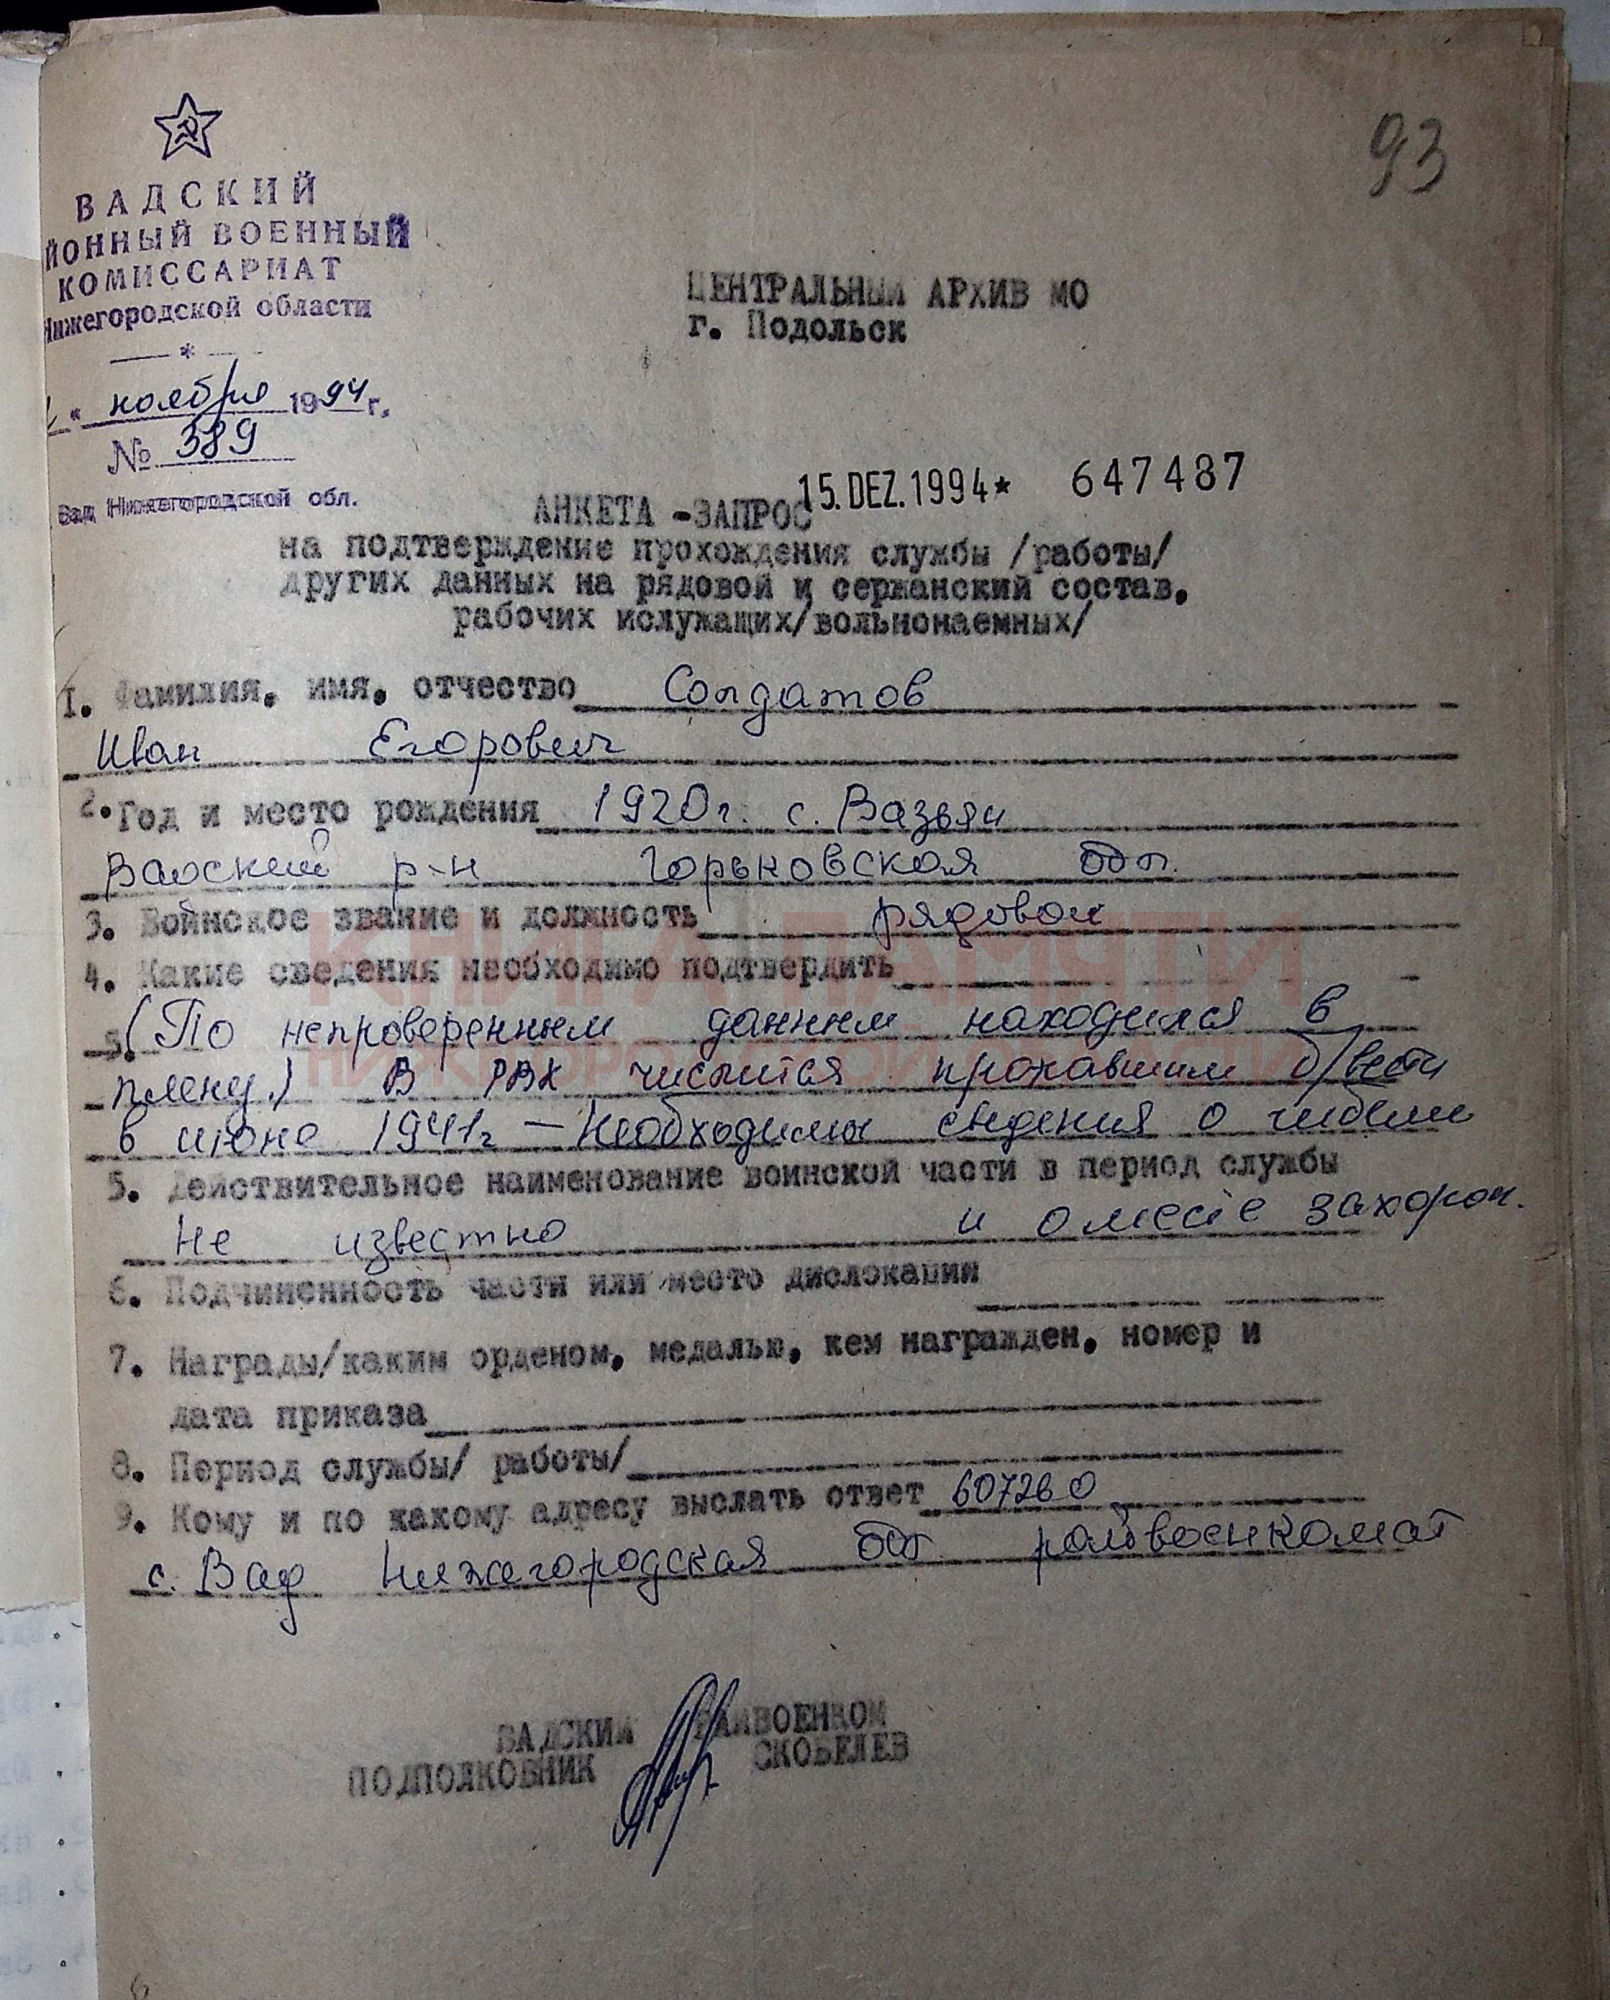 93
ВАДСКИЙ
ЙОННЫЙ ВОЕННЫЙ
КОМИССАРИАТ
Нижегородской области
*
" ноября 1994 г.
№ 389
Вад Нижегородской обл.
ЦЕНТРАЛЬНЫЙ АРХИВ МО
г. Подольск
15. DEZ. 1994* 647487
АНКЕТА -ЗАПРОС
на подтверждение прохождения службы /работы/
других данных на рядовой и сержанский состав,
рабочих ислужащих/вольнонаемных/
I. Фамилия, имя, отчество Солдатов
Иван Егорович
2. Год и место рождения 1920г. с. Вазьян
Вадский р-н Горьковская обл.
3. Воинское звание и должность рядовой
4. Какие сведения необходимо подтвердить
(По непроверенным данным находился в
плену.) В РВК числится пропавшим б/вести
в июне 1941г – Необходимы сведения о гибели
5. Действительное наименование воинской части в период службы
Не известно и о месте захорон.
6. Подчиненность части или место дислокации
7. Награды/каким орденом, медалью, кем награжден, номер и
дата приказа
8. Период службы/ работы/
9. Кому и по какому адресу выслать ответ 607260
с. Вад Нижегородская обл. райвоенкомат
ВАДСКИЙ РАЙВОЕНКОМ
ПОДПОЛКОВНИК СКОБЕЛЕВ
КНИГА ПАМЯТИ
НИЖЕГОРОДСКОЙ ОБЛАСТИ